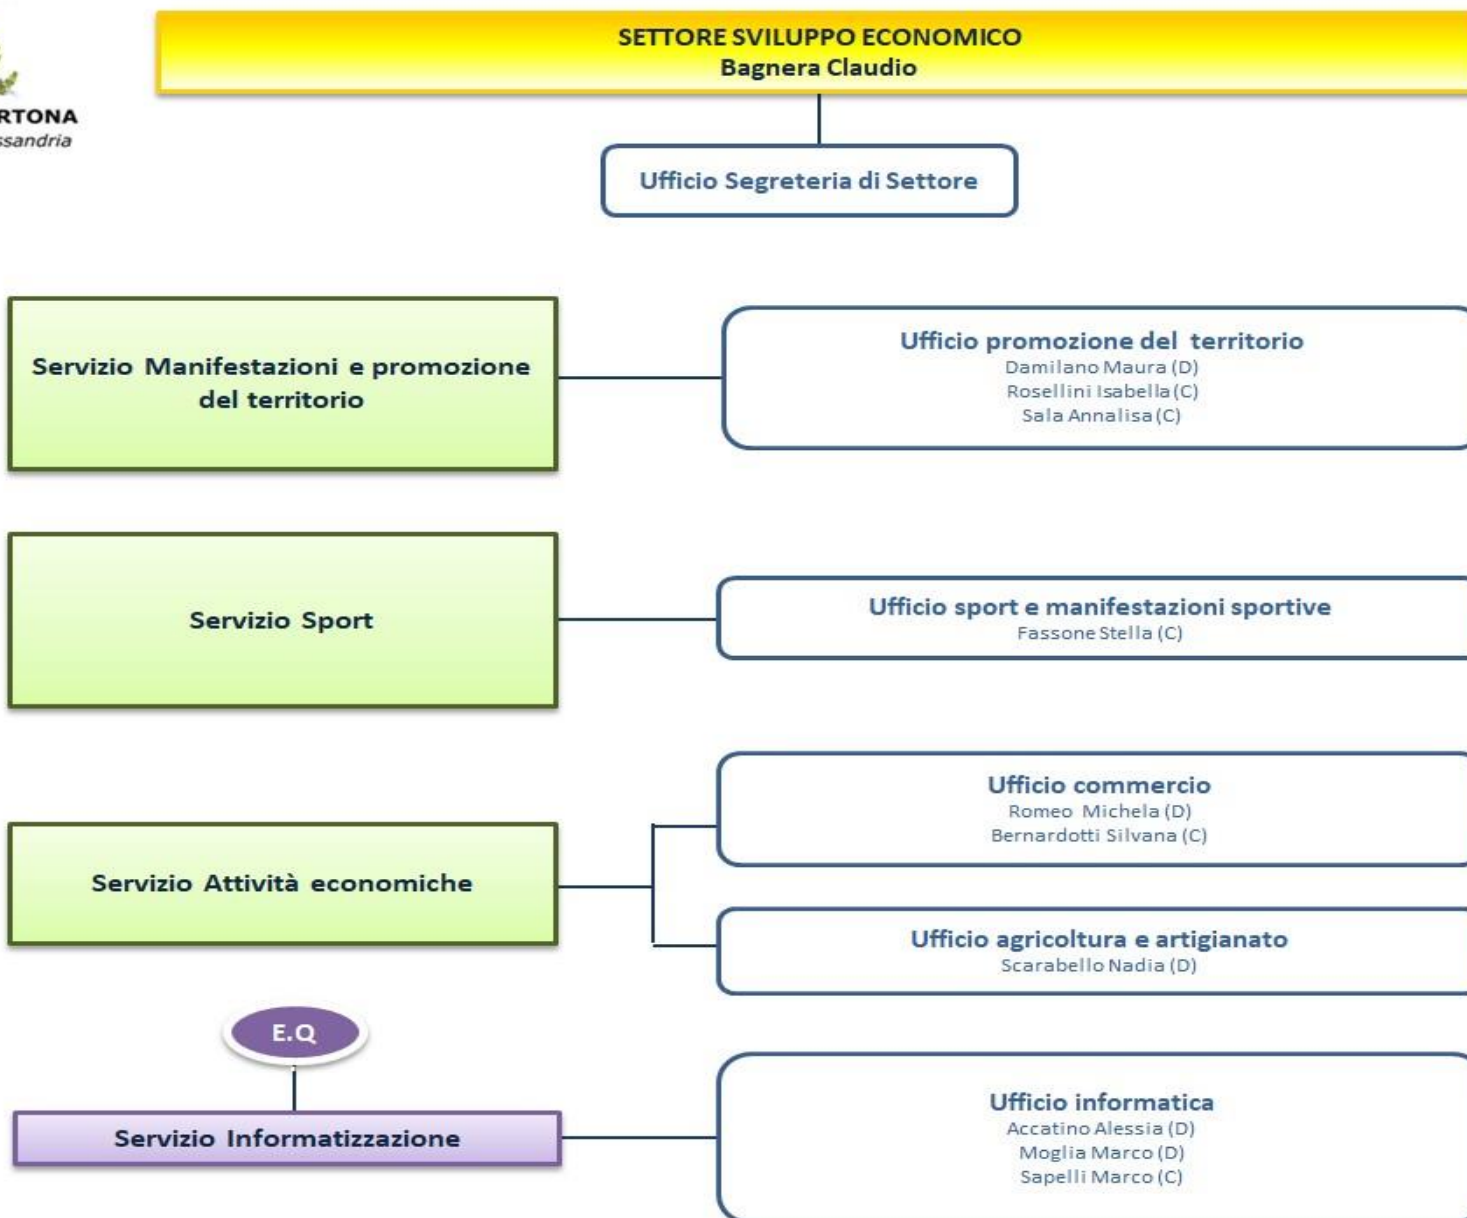 SETTORE SVILUPPO ECONOMICO
Bagnera Claudio
RTONA
ssandria
Ufficio Segreteria di Settore
Servizio Manifestazioni e promozione
del territorio
Ufficio promozione del territorio
Damilano Maura (D)
Rosellini Isabella (C)
Sala Annalisa (C)
Servizio Sport
Ufficio sport e manifestazioni sportive
Fassone Stella (C)
Servizio Attività economiche
Ufficio commercio
Romeo Michela (D)
Bernardotti Silvana (C)
Ufficio agricoltura e artigianato
Scarabello Nadia (D)
E.Q
Servizio Informatizzazione
Ufficio informatica
Accatino Alessia (D)
Moglia Marco (D)
Sapelli Marco (C)